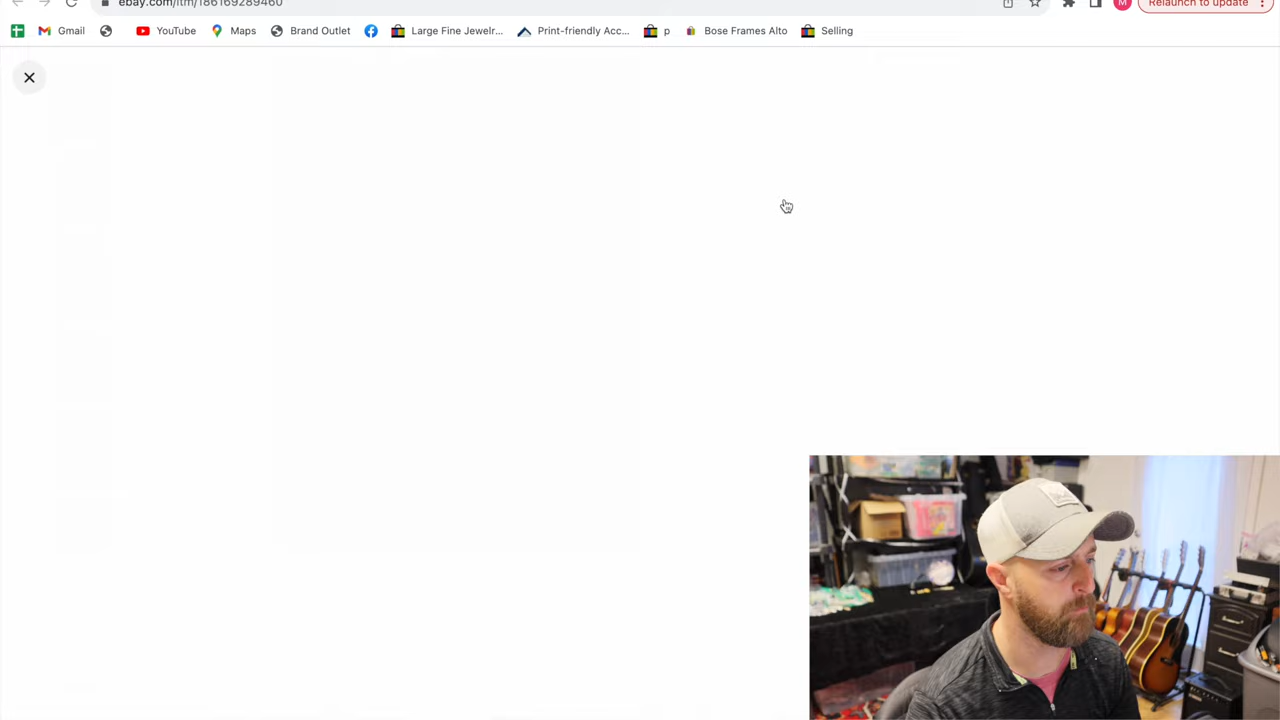 ebay.com/itm/186169289460
Relaunch to update
M
Gmail YouTube Maps Brand Outlet Large Fine Jewelr... Print-friendly Acc... p Bose Frames Alto Selling